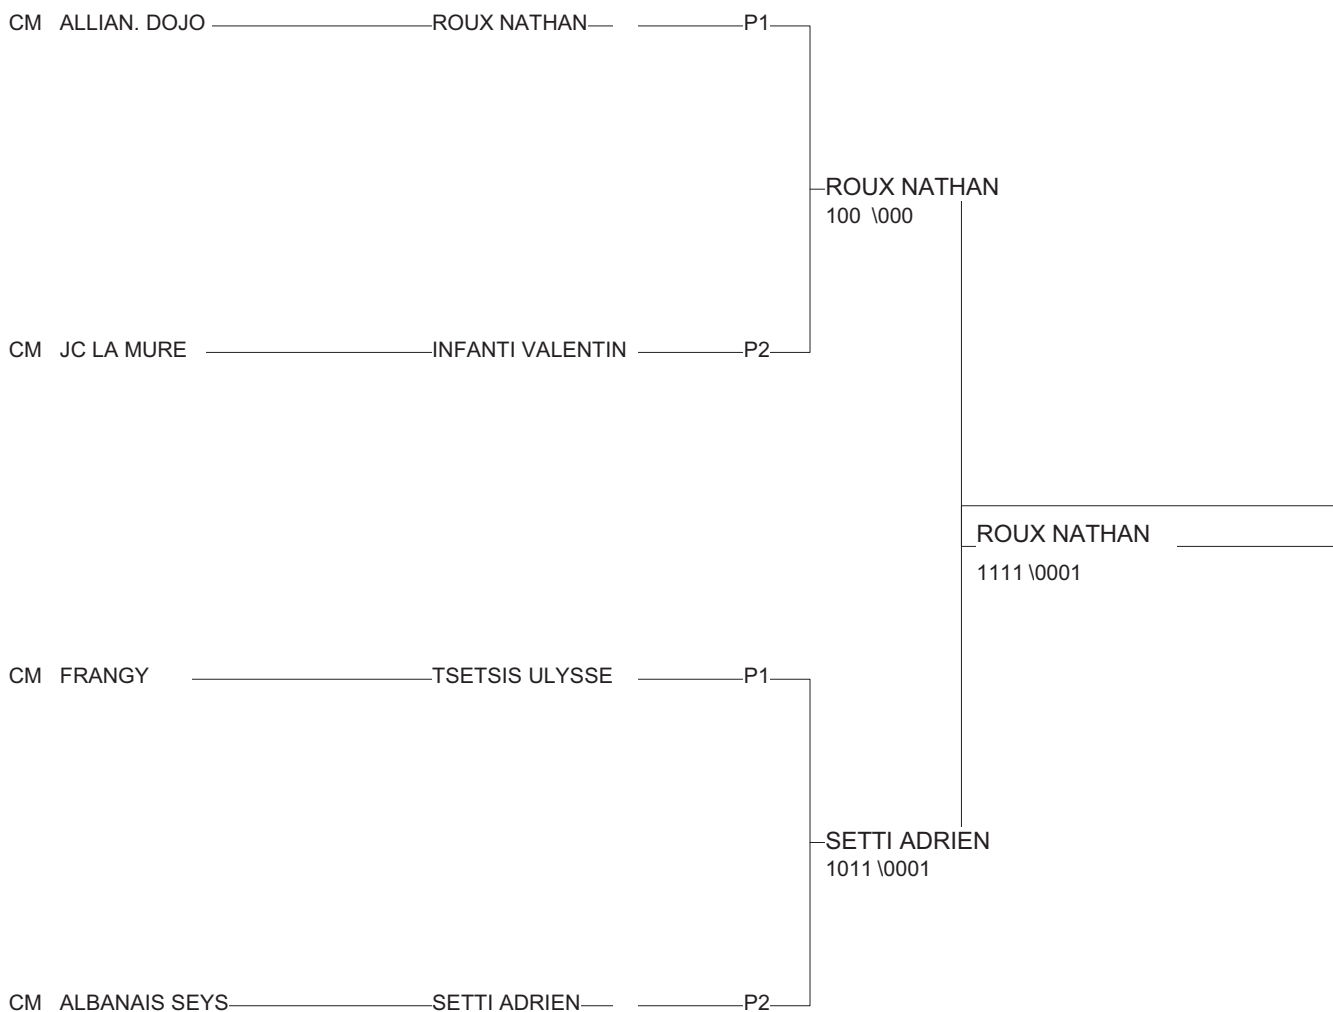 CM ALLIAN. DOJO ROUX NATHAN P1
ROUX NATHAN
100 \000
CM JC LA MURE INFANTI VALENTIN P2
ROUX NATHAN
1111 \0001
CM FRANGY TSETSIS ULYSSE P1
SETTI ADRIEN
1011 \0001
CM ALBANAIS SEYS SETTI ADRIEN P2